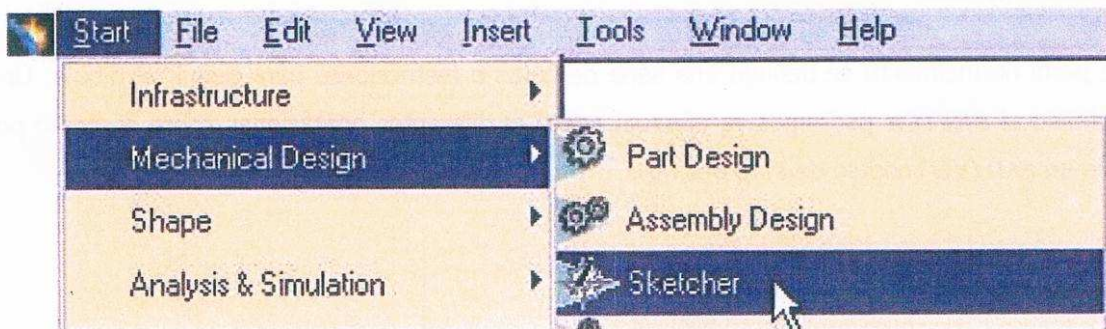 Start File Edit View Insert Tools Window Help
Infrastructure
Mechanical Design
Shape
Analysis & Simulation
Part Design
Assembly Design
Sketcher